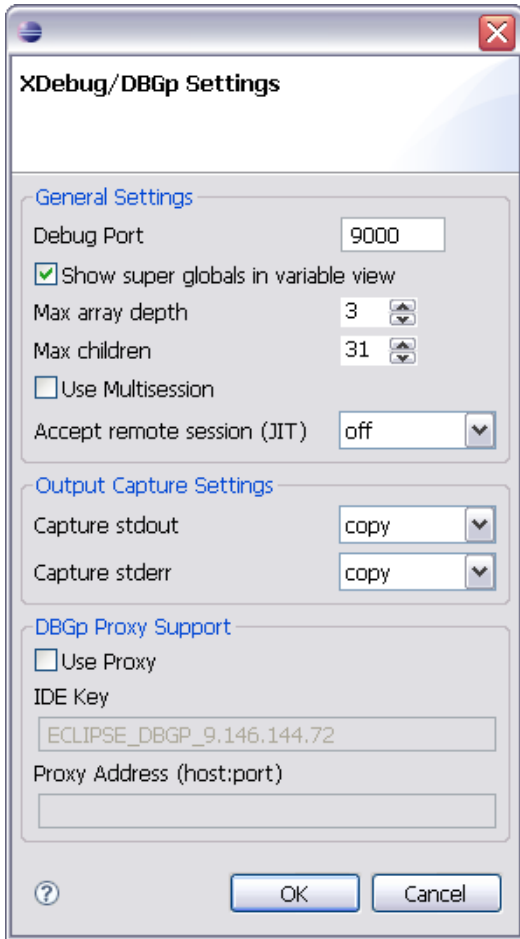 XDebug/DBGp Settings
General Settings
Debug Port 9000
Show super globals in variable view
Max array depth 3
Max children 31
Use Multisession
Accept remote session (JIT) off
Output Capture Settings
Capture stdout copy
Capture stderr copy
DBGp Proxy Support
Use Proxy
IDE Key
ECLIPSE_DBGP_9.146.144.72
Proxy Address (host:port)
? OK Cancel